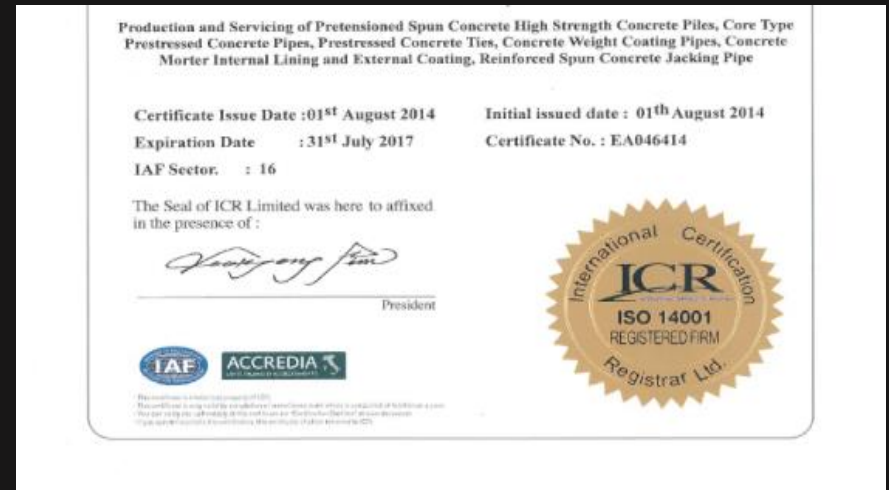 Production and Servicing of Pretensioned Spun Concrete High Strength Concrete Piles, Core Type
Prestressed Concrete Pipes, Prestressed Concrete Ties, Concrete Weight Coating Pipes, Concrete
Morter Internal Lining and External Coating, Reinforced Spun Concrete Jacking Pipe
Certificate Issue Date :01st August 2014
Initial issued date : 01th August 2014
Expiration Date : 31st July 2017
Certificate No. : EA046414
IAF Sector. : 16
The Seal of ICR Limited was here to affixed
in the presence of :
President
International Certification
ICR
ISO 14001
REGISTERED FIRM
Registrar Ltd.
IAF
ACCREDIA